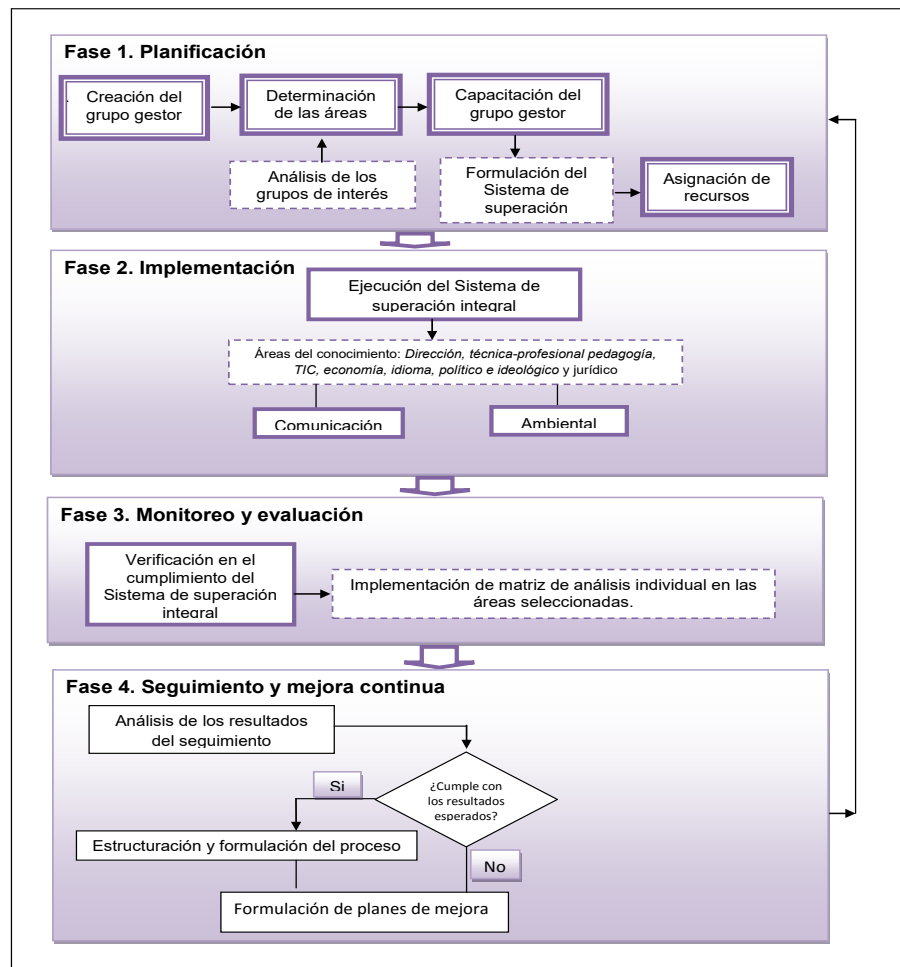 Fase 1. Planificación
Creación del
grupo gestor
Determinación
de las áreas
Capacitación del
grupo gestor
Análisis de los
grupos de interés
Formulación del
Sistema de
superación
Asignación de
recursos
Fase 2. Implementación
Ejecución del Sistema de
superación integral
Áreas del conocimiento: Dirección, técnica-profesional pedagogía,
TIC, economía, idioma, político e ideológico y jurídico
Comunicación
Ambiental
Fase 3. Monitoreo y evaluación
Verificación en el
cumplimiento del
Sistema de superación
integral
Implementación de matriz de análisis individual en las
áreas seleccionadas.
Fase 4. Seguimiento y mejora continua
Análisis de los resultados
del seguimiento
¿Cumple con
los resultados
esperados?
Si
Estructuración y formulación del proceso
No
Formulación de planes de mejora